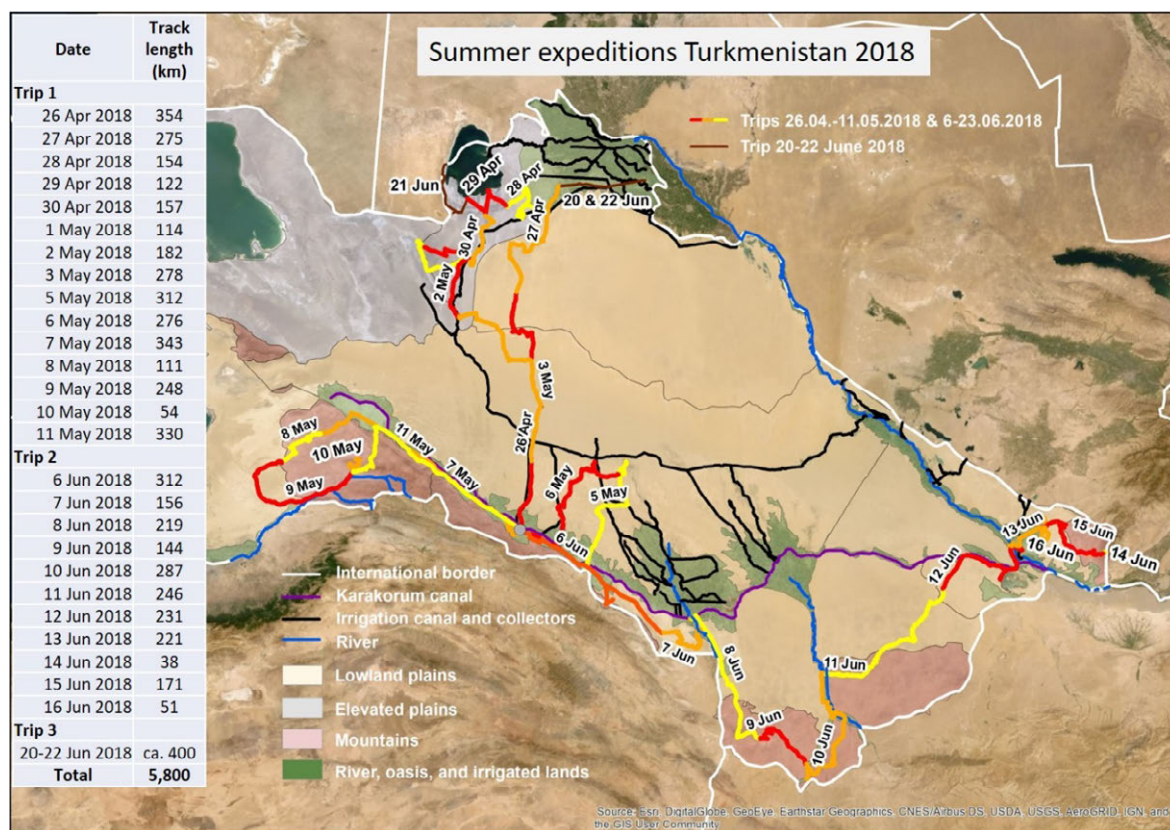 Summer expeditions Turkmenistan 2018
Date Track length (km)
Trip 1
26 Apr 2018 354
27 Apr 2018 275
28 Apr 2018 154
29 Apr 2018 122
30 Apr 2018 157
1 May 2018 114
2 May 2018 182
3 May 2018 278
5 May 2018 312
6 May 2018 276
7 May 2018 343
8 May 2018 111
9 May 2018 248
10 May 2018 54
11 May 2018 330
Trip 2
6 Jun 2018 312
7 Jun 2018 156
8 Jun 2018 219
9 Jun 2018 144
10 Jun 2018 287
11 Jun 2018 246
12 Jun 2018 231
13 Jun 2018 221
14 Jun 2018 38
15 Jun 2018 171
16 Jun 2018 51
Trip 3
20-22 Jun 2018 ca. 400
Total 5,800
Trips 26.04.-11.05.2018 & 6-23.06.2018
Trip 20-22 June 2018
21 Jun
29 Apr
28 Apr
20 & 22 Jun
27 Apr
30 Apr
2 May
3 May
26 Apr
8 May
10 May
11 May
9 May
7 May
6 May
5 May
6 Jun
7 Jun
8 Jun
9 Jun
10 Jun
11 Jun
12 Jun
13 Jun
15 Jun
16 Jun
14 Jun
International border
Karakorum canal
Irrigation canal and collectors
River
Lowland plains
Elevated plains
Mountains
River, oasis, and irrigated lands
Source: Esri, DigitalGlobe, GeoEye, Earthstar Geographics, CNES/Airbus DS, USDA, USGS, AeroGRID, IGN, and
the GIS User Community